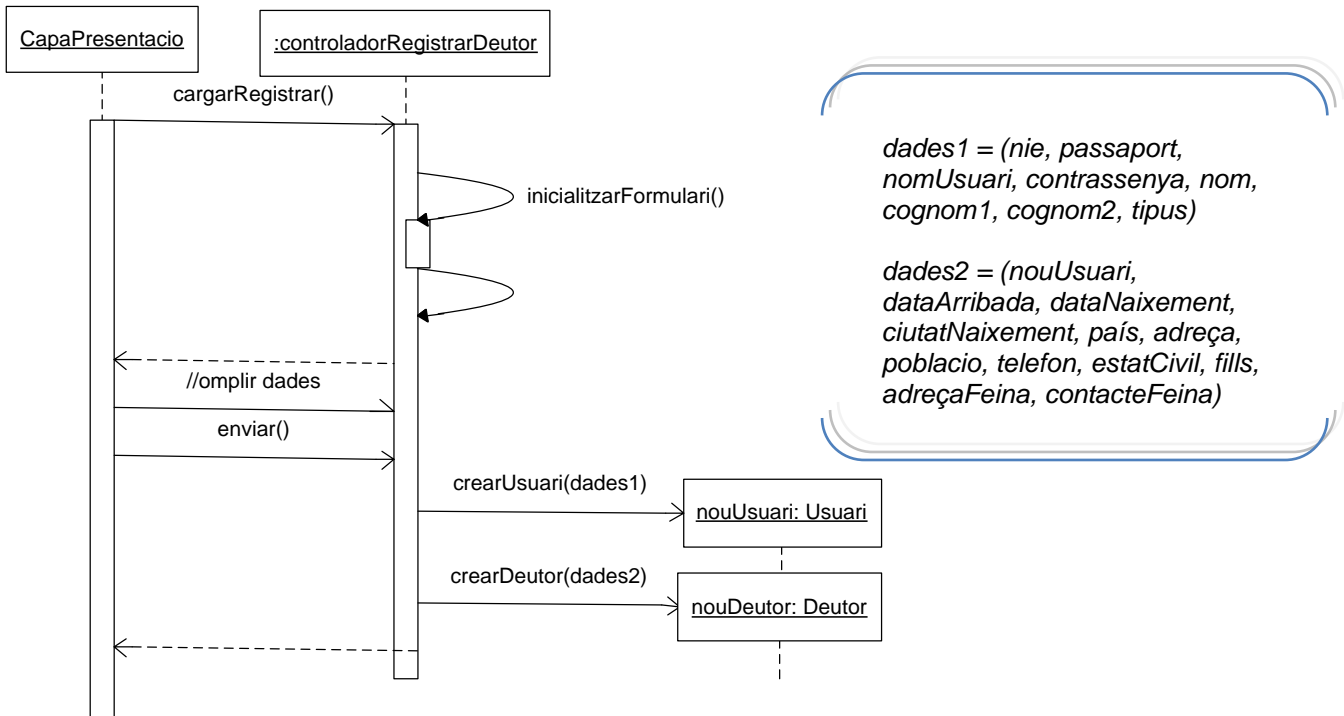 CapaPresentacio
:controladorRegistrarDeutor
cargarRegistrar()
inicialitzarFormulari()
//omplir dades
enviar()
crearUsuari(dades1)
nouUsuari: Usuari
crearDeutor(dades2)
nouDeutor: Deutor
dades1 = (nie, passaport,
nomUsuari, contrassenya, nom,
cognom1, cognom2, tipus)
dades2 = (nouUsuari,
dataArribada, dataNaixement,
ciutatNaixement, país, adreça,
poblacio, telefon, estatCivil, fills,
adreçaFeina, contacteFeina)